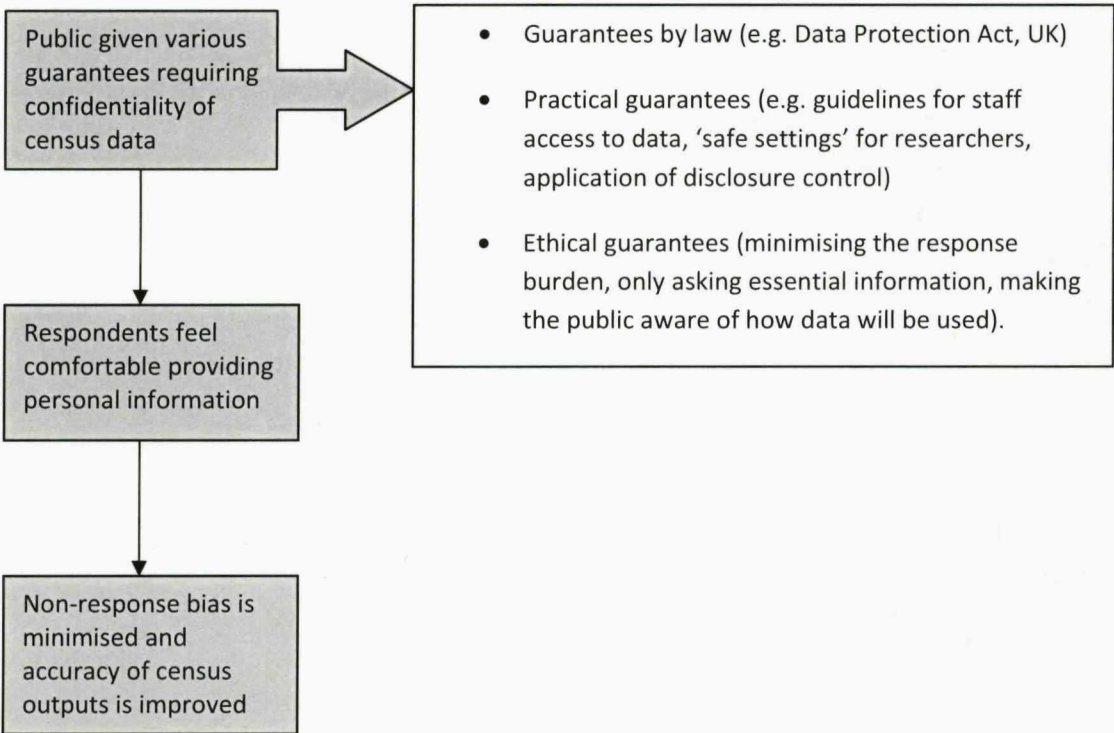 Public given various
guarantees requiring
confidentiality of
census data
• Guarantees by law (e.g. Data Protection Act, UK)
• Practical guarantees (e.g. guidelines for staff
access to data, ‘safe settings’ for researchers,
application of disclosure control)
• Ethical guarantees (minimising the response
burden, only asking essential information, making
the public aware of how data will be used).
Respondents feel
comfortable providing
personal information
Non-response bias is
minimised and
accuracy of census
outputs is improved